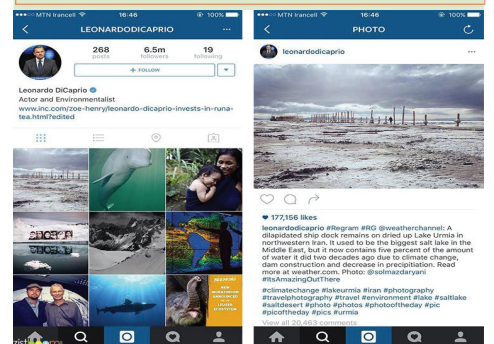 MTN Irancell 16:46 100%
LEONARDODICAPRIO
268 6.5m 19
posts followers following
+ FOLLOW
Leonardo DiCaprio
Actor and Environmentalist
www.inc.com/zoe-henry/leonardo-dicaprio-invests-in-runa-
tea.html?edited
MTN Irancell 16:46 100%
PHOTO
leonardodicaprio
177,156 likes
leonardodicaprio #Regram #RG @weatherchannel: A
dilapidated ship dock remains on dried up Lake Urmia in
northwestern Iran. It used to be the biggest salt lake in the
Middle East, but it now contains five percent of the amount
of water it did two decades ago due to climate change,
dam construction and decrease in precipitiation. Read
more at weather.com. Photo: @solmazdaryani
#ItsAmazingOutThere
#climatechange #lakeurmia #iran #photography
#travelphotography #travel #environment #lake #saltlake
#saltdesert #photo #photos #photooftheday #pic
#picoftheday #pics #urmia
View all 20,463 comments